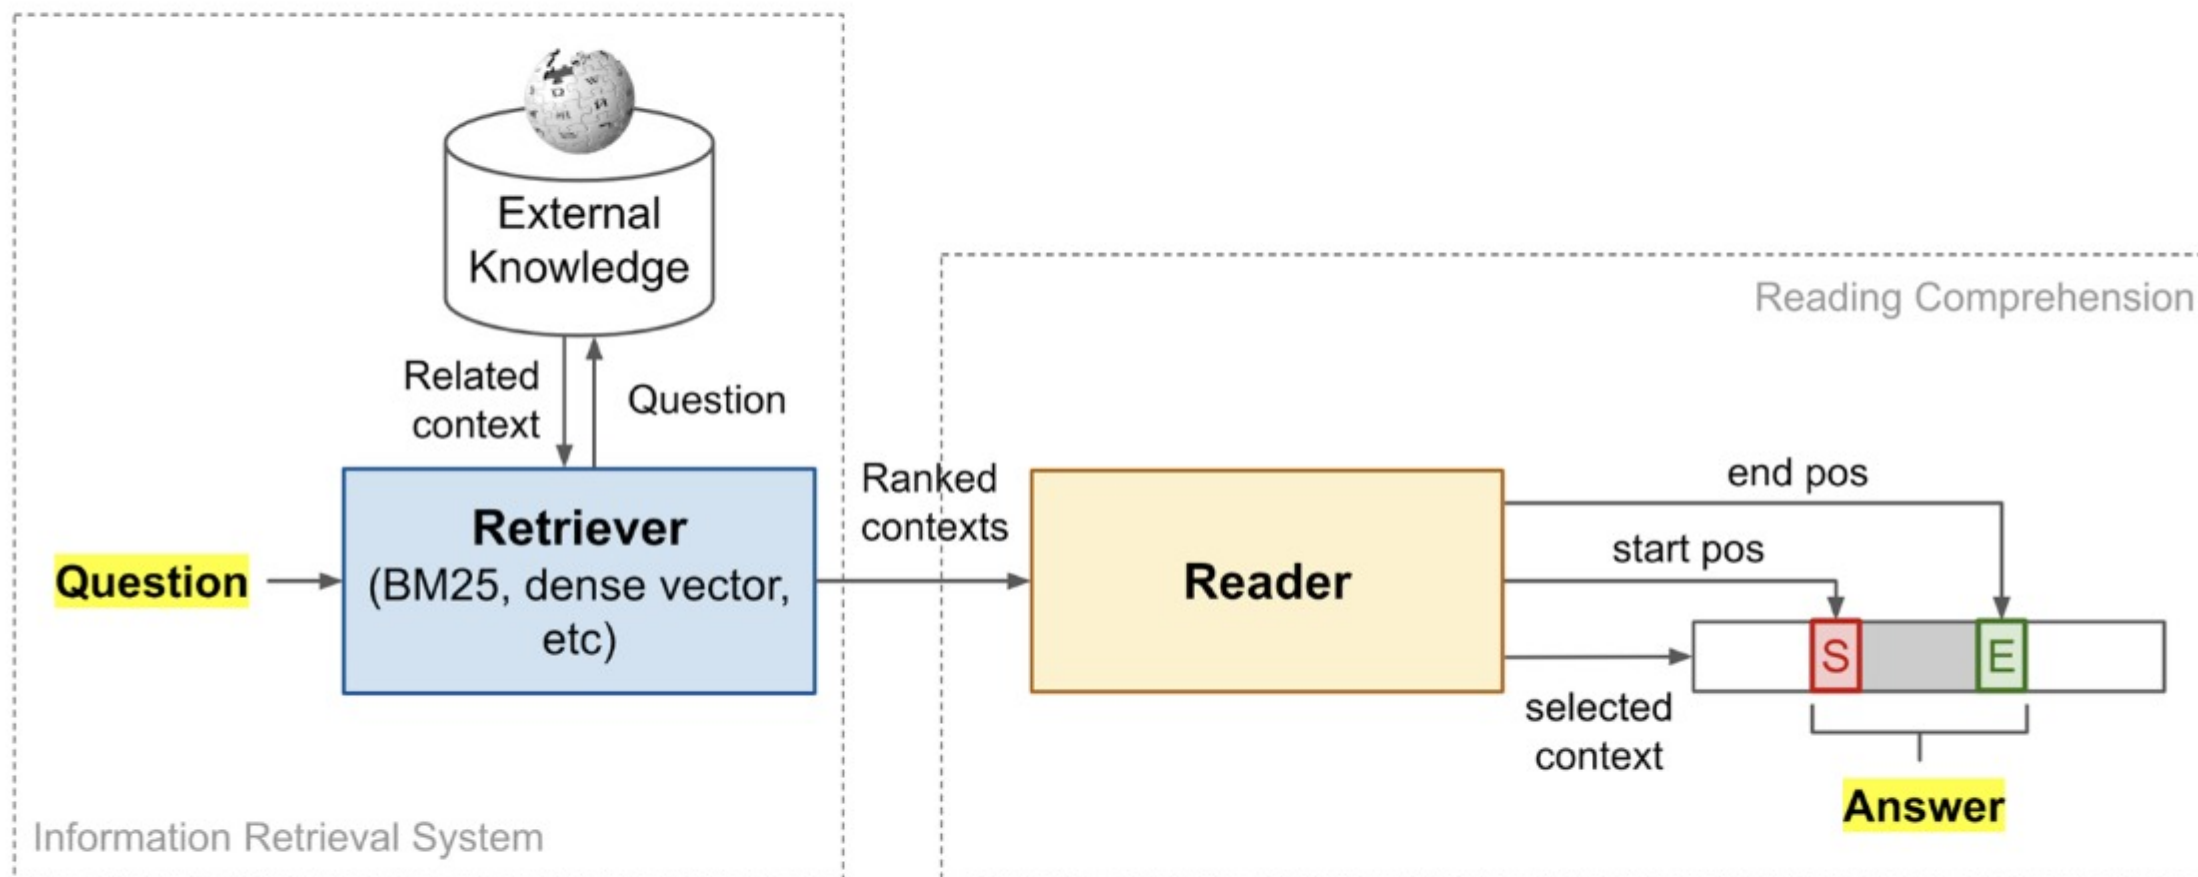 External
Knowledge
Reading Comprehension
Related
context
Question
Ranked
contexts
end pos
Retriever
(BM25, dense vector,
etc)
start pos
Question
Reader
S
E
selected
context
Answer
Information Retrieval System